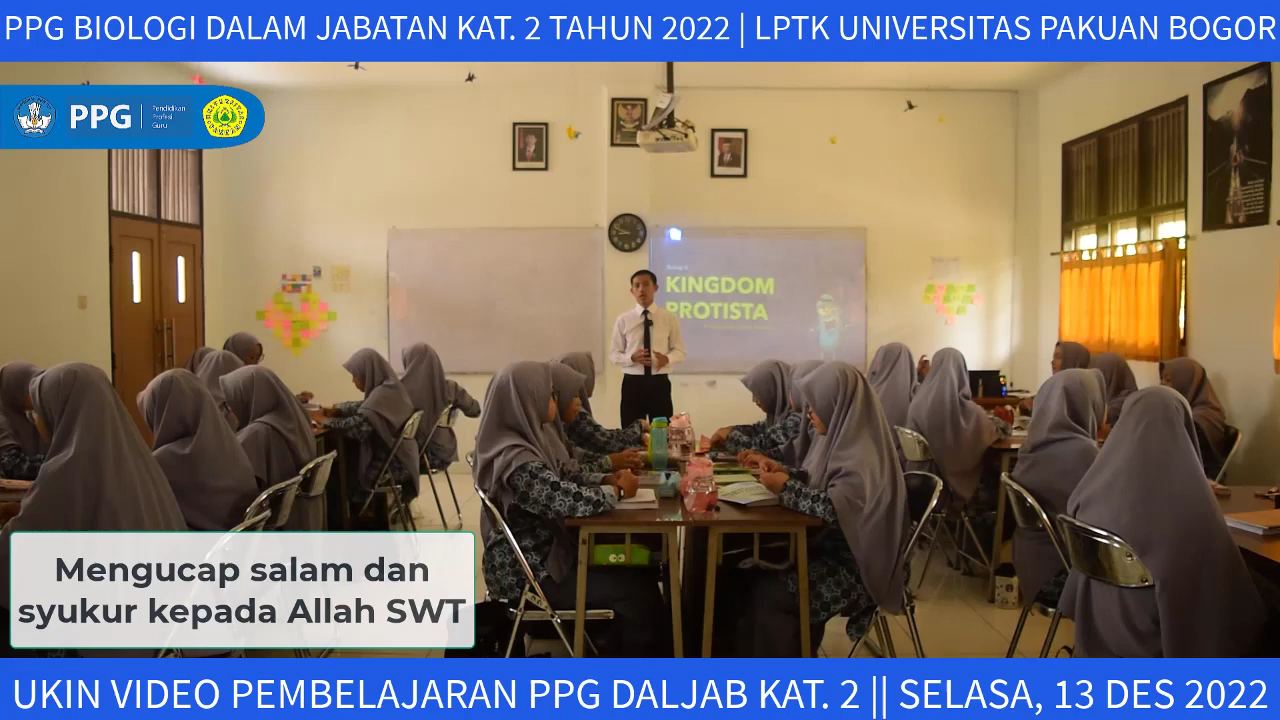 PPG BIOLOGI DALAM JABATAN KAT. 2 TAHUN 2022 | LPTK UNIVERSITAS PAKUAN BOGOR
PPG
Pendidikan
Profesi
Guru
KINGDOM
PROTISTA
Mengucap salam dan
syukur kepada Allah SWT
UKIN VIDEO PEMBELAJARAN PPG DALJAB KAT. 2 || SELASA, 13 DES 2022